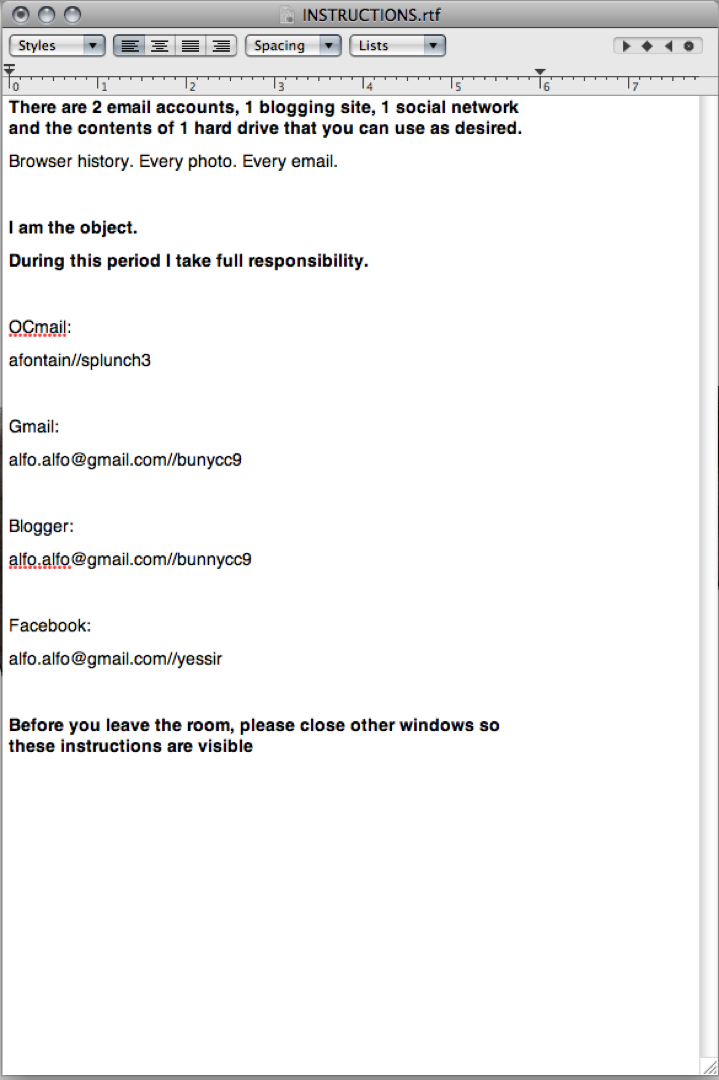 INSTRUCTIONS.rtf
Styles Spacing Lists
0 1 2 3 4 5 6 7
There are 2 email accounts, 1 blogging site, 1 social network
and the contents of 1 hard drive that you can use as desired.
Browser history. Every photo. Every email.
I am the object.
During this period I take full responsibility.
OCmail:
afontain//splunch3
Gmail:
alfo.alfo@gmail.com//bunycc9
Blogger:
alfo.alfo@gmail.com//bunnycc9
Facebook:
alfo.alfo@gmail.com//yessir
Before you leave the room, please close other windows so
these instructions are visible